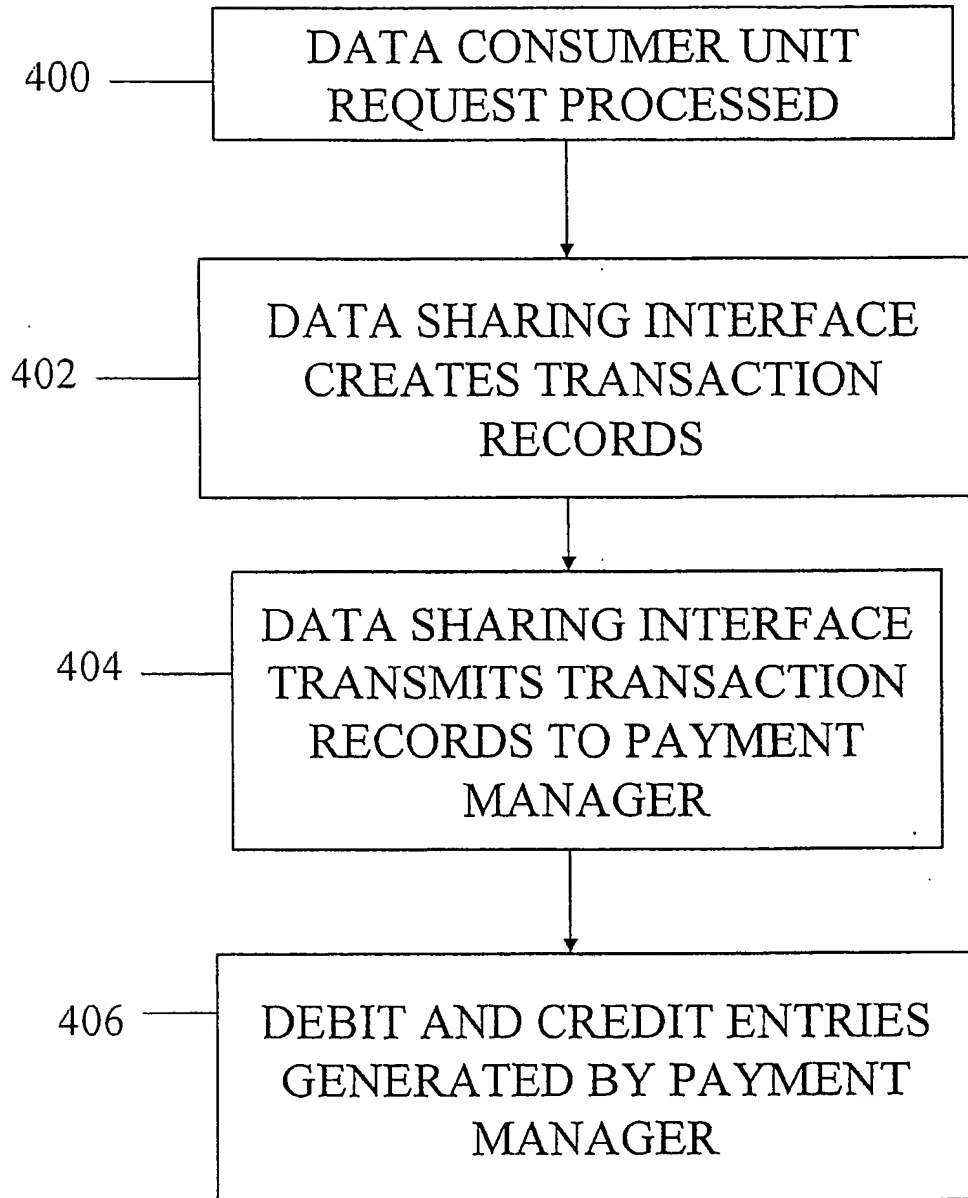 400
DATA CONSUMER UNIT
REQUEST PROCESSED
402
DATA SHARING INTERFACE
CREATES TRANSACTION
RECORDS
404
DATA SHARING INTERFACE
TRANSMITS TRANSACTION
RECORDS TO PAYMENT
MANAGER
406
DEBIT AND CREDIT ENTRIES
GENERATED BY PAYMENT
MANAGER